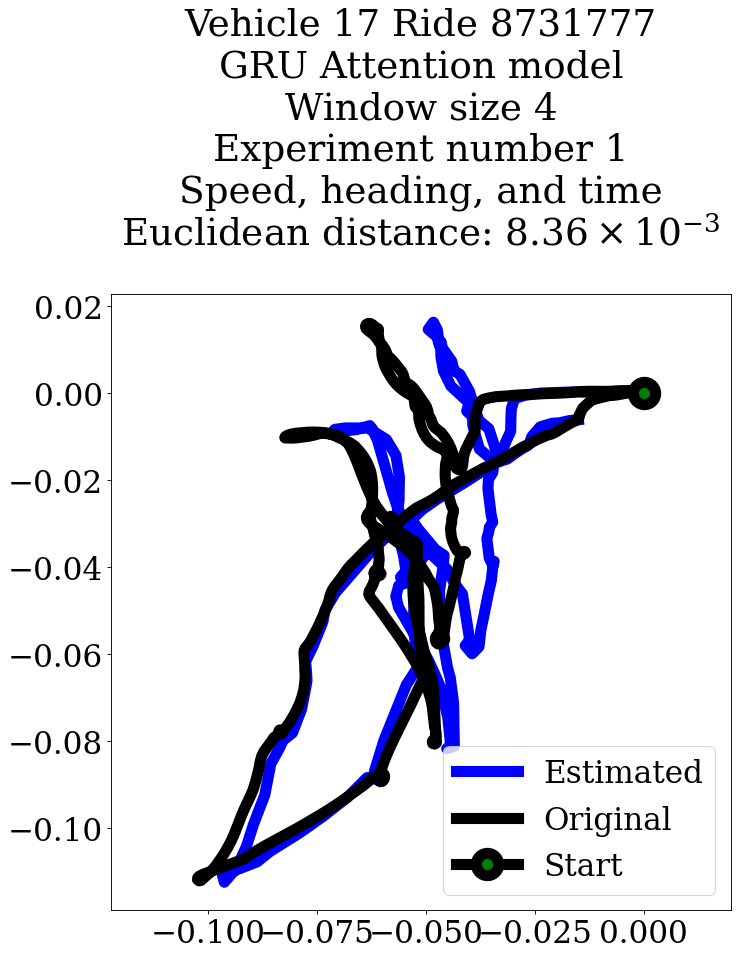 Vehicle 17 Ride 8731777
GRU Attention model
Window size 4
Experiment number 1
Speed, heading, and time
Euclidean distance: 8.36 × 10⁻³
0.02
0.00
−0.02
−0.04
−0.06
−0.08
−0.10
Estimated
Original
Start
−0.100 −0.075 −0.050 −0.025 0.000